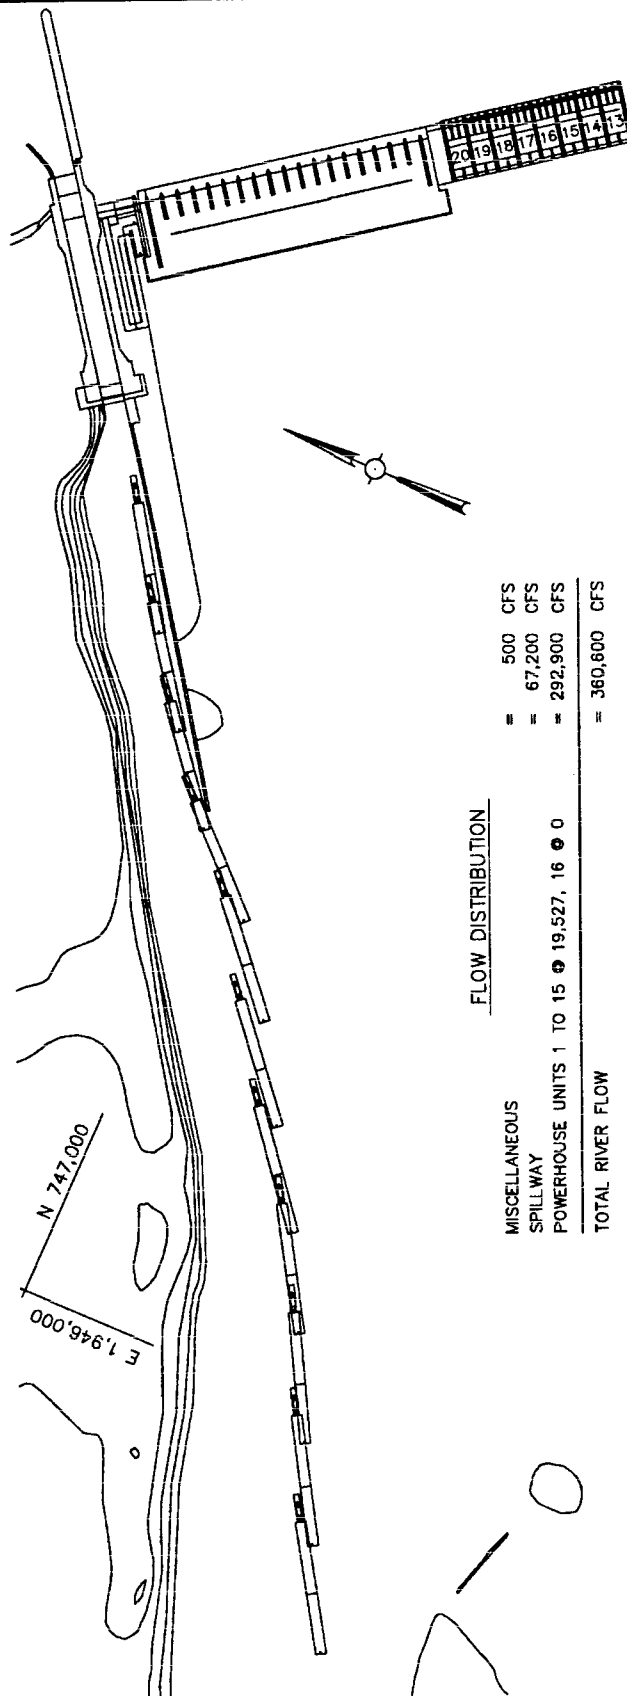 20 19 18 17 16 15 14 13
FLOW DISTRIBUTION
MISCELLANEOUS = 500 CFS
SPILLWAY = 67,200 CFS
POWERHOUSE UNITS 1 TO 15 @ 19,527, 16 @ 0 = 292,900 CFS
TOTAL RIVER FLOW = 360,600 CFS
N 747,000
E 1,946,000